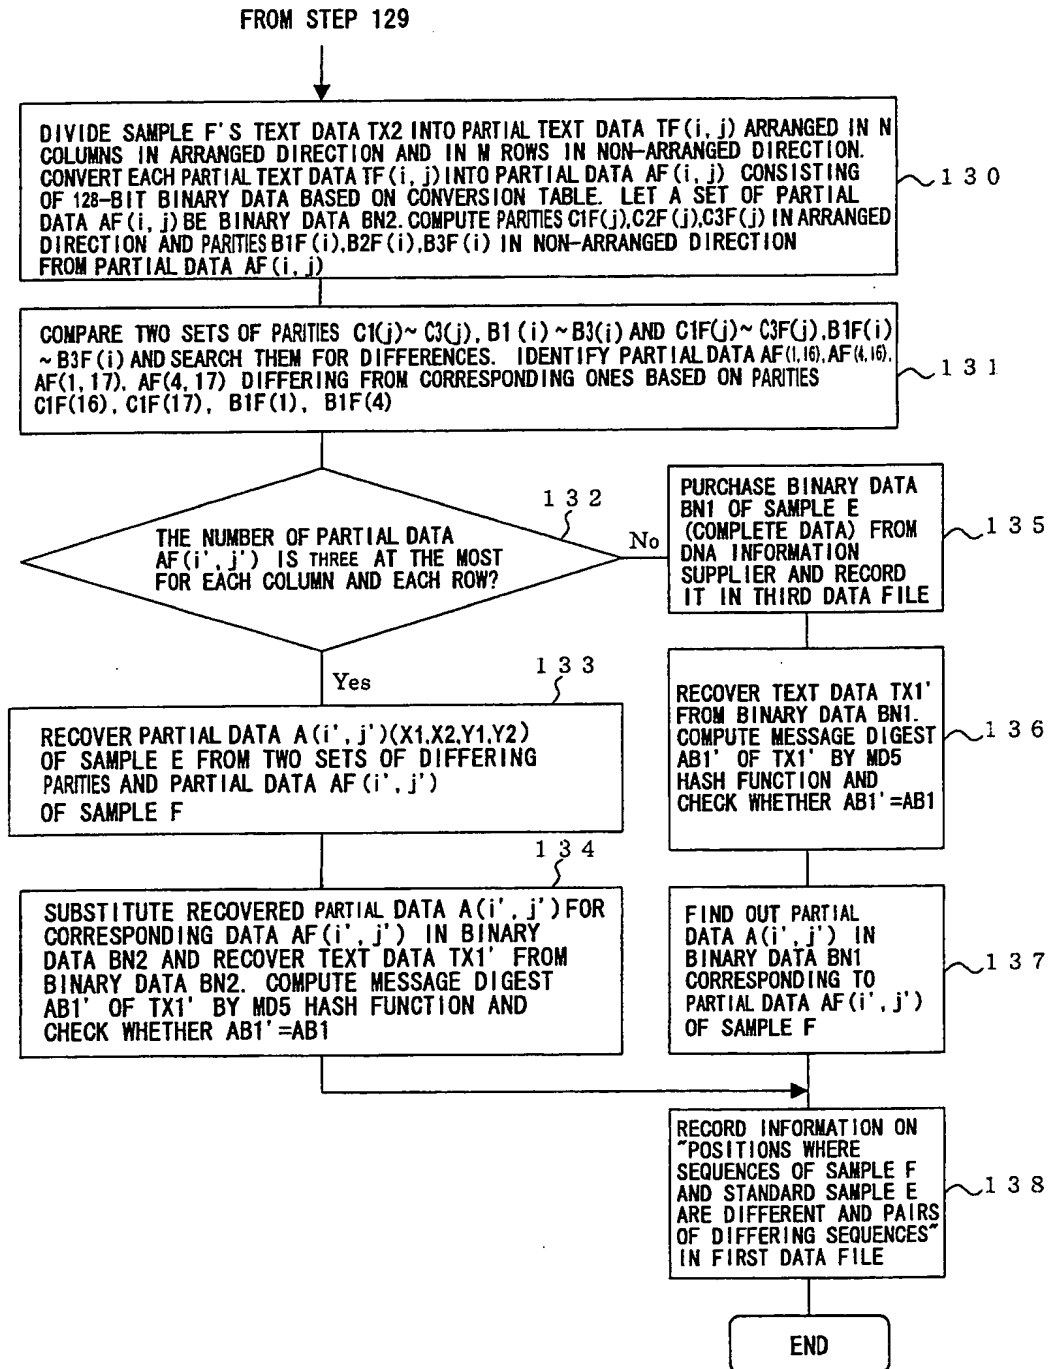 FROM STEP 129
DIVIDE SAMPLE F'S TEXT DATA TX2 INTO PARTIAL TEXT DATA TF(i, j) ARRANGED IN N
COLUMNS IN ARRANGED DIRECTION AND IN M ROWS IN NON-ARRANGED DIRECTION.
CONVERT EACH PARTIAL TEXT DATA TF(i, j) INTO PARTIAL DATA AF(i, j) CONSISTING
OF 128-BIT BINARY DATA BASED ON CONVERSION TABLE. LET A SET OF PARTIAL
DATA AF(i, j) BE BINARY DATA BN2. COMPUTE PARITIES C1F(j),C2F(j),C3F(j) IN ARRANGED
DIRECTION AND PARITIES B1F(i),B2F(i),B3F(i) IN NON-ARRANGED DIRECTION
FROM PARTIAL DATA AF(i, j)
130
COMPARE TWO SETS OF PARITIES C1(j)~ C3(j), B1 (i) ~B3(i) AND C1F(j)~ C3F(j),B1F(i)
~ B3F(i) AND SEARCH THEM FOR DIFFERENCES. IDENTIFY PARTIAL DATA AF(1,16),AF(4,16),
AF(1, 17), AF(4, 17) DIFFERING FROM CORRESPONDING ONES BASED ON PARITIES
C1F(16), C1F(17), B1F(1), B1F(4)
131
132
THE NUMBER OF PARTIAL DATA
AF(i', j') IS THREE AT THE MOST
FOR EACH COLUMN AND EACH ROW?
No
PURCHASE BINARY DATA
BN1 OF SAMPLE E
(COMPLETE DATA) FROM
DNA INFORMATION
SUPPLIER AND RECORD
IT IN THIRD DATA FILE
135
Yes
133
RECOVER PARTIAL DATA A(i', j')(X1,X2,Y1,Y2)
OF SAMPLE E FROM TWO SETS OF DIFFERING
PARITIES AND PARTIAL DATA AF(i', j')
OF SAMPLE F
RECOVER TEXT DATA TX1'
FROM BINARY DATA BN1.
COMPUTE MESSAGE DIGEST
AB1' OF TX1' BY MD5
HASH FUNCTION AND
CHECK WHETHER AB1'=AB1
136
134
SUBSTITUTE RECOVERED PARTIAL DATA A(i', j') FOR
CORRESPONDING DATA AF(i', j') IN BINARY
DATA BN2 AND RECOVER TEXT DATA TX1' FROM
BINARY DATA BN2. COMPUTE MESSAGE DIGEST
AB1' OF TX1' BY MD5 HASH FUNCTION AND
CHECK WHETHER AB1'=AB1
FIND OUT PARTIAL
DATA A(i', j') IN
BINARY DATA BN1
CORRESPONDING TO
PARTIAL DATA AF(i', j')
OF SAMPLE F
137
RECORD INFORMATION ON
"POSITIONS WHERE
SEQUENCES OF SAMPLE F
AND STANDARD SAMPLE E
ARE DIFFERENT AND PAIRS
OF DIFFERING SEQUENCES"
IN FIRST DATA FILE
138
END